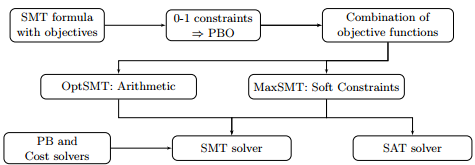 SMT formula
with objectives
0-1 constraints
⇒ PBO
Combination of
objective functions
OptSMT: Arithmetic
MaxSMT: Soft Constraints
PB and
Cost solvers
SMT solver
SAT solver